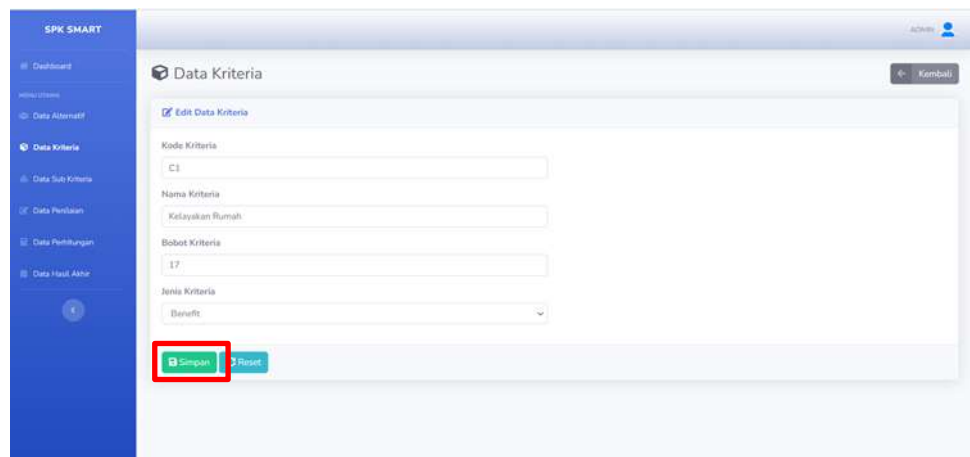 SPK SMART
ADMIN
Dashboard
Data Kriteria
Kembali
MENU UTAMA
Data Alternatif
Edit Data Kriteria
Data Kriteria
Kode Kriteria
C1
Data Sub Kriteria
Nama Kriteria
Kelayakan Rumah
Data Penilaian
Bobot Kriteria
Data Perhitungan
17
Data Hasil Akhir
Jenis Kriteria
Benefit
Simpan
Reset